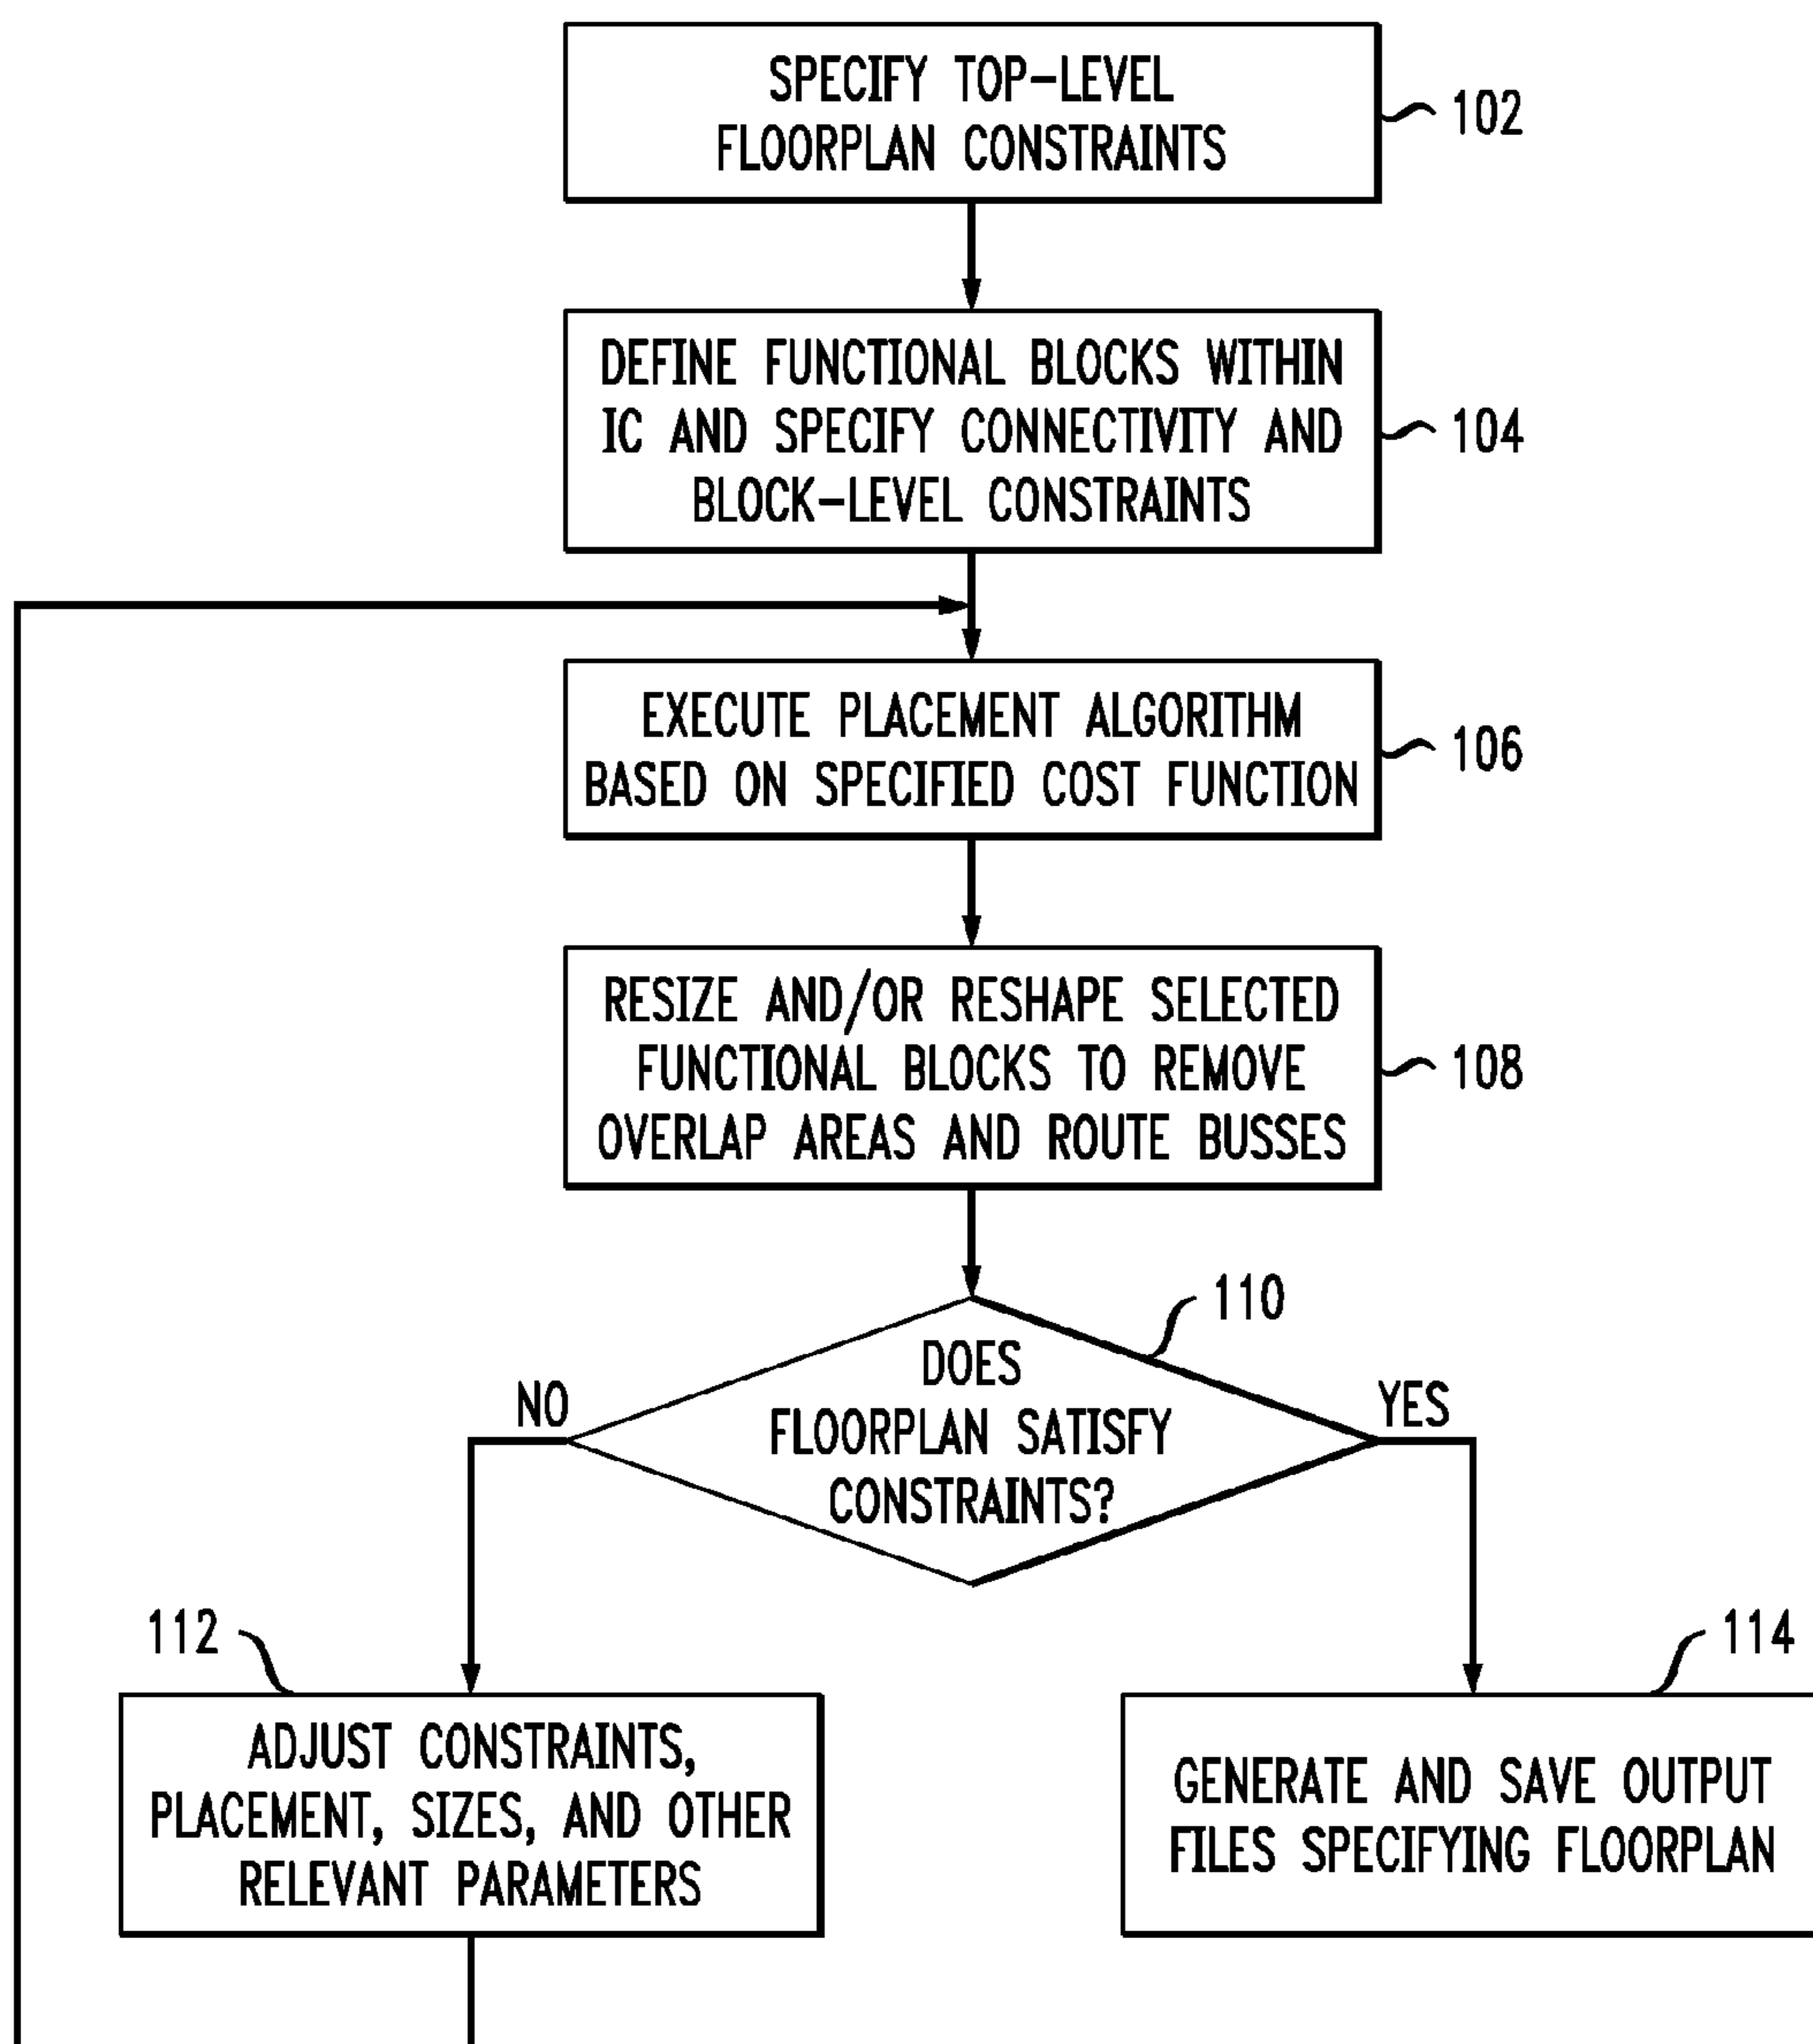 SPECIFY TOP-LEVEL
FLOORPLAN CONSTRAINTS
102
DEFINE FUNCTIONAL BLOCKS WITHIN
IC AND SPECIFY CONNECTIVITY AND
BLOCK-LEVEL CONSTRAINTS
104
EXECUTE PLACEMENT ALGORITHM
BASED ON SPECIFIED COST FUNCTION
106
RESIZE AND/OR RESHAPE SELECTED
FUNCTIONAL BLOCKS TO REMOVE
OVERLAP AREAS AND ROUTE BUSSES
108
110
DOES
FLOORPLAN SATISFY
CONSTRAINTS?
NO
YES
112
ADJUST CONSTRAINTS,
PLACEMENT, SIZES, AND OTHER
RELEVANT PARAMETERS
114
GENERATE AND SAVE OUTPUT
FILES SPECIFYING FLOORPLAN